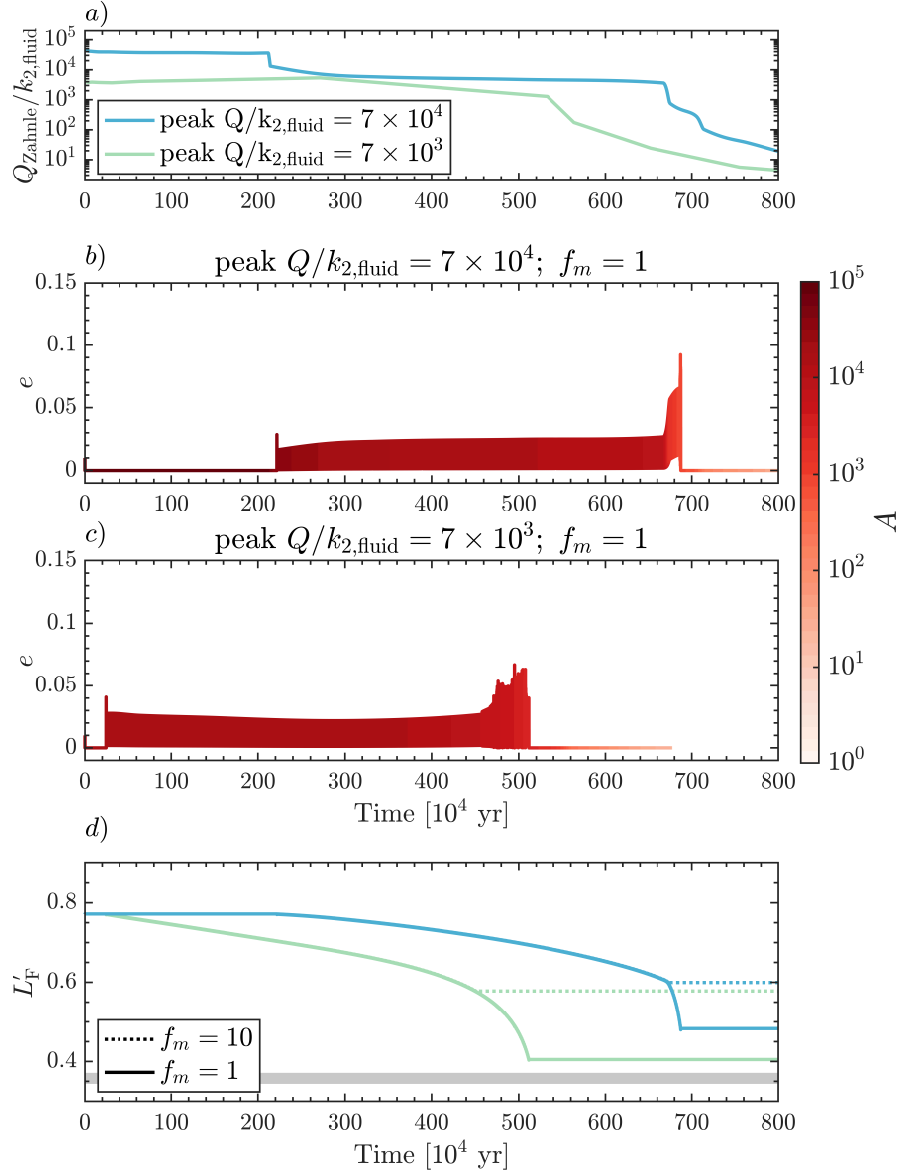 a)
10^5
10^4
10^3
10^2
10^1
Q_Zahnle/k_2,fluid
peak Q/k_2,fluid = 7 × 10^4
peak Q/k_2,fluid = 7 × 10^3
0 100 200 300 400 500 600 700 800
b)
peak Q/k_2,fluid = 7 × 10^4; f_m = 1
0.15
0.1
0.05
0
e
0 100 200 300 400 500 600 700 800
c)
peak Q/k_2,fluid = 7 × 10^3; f_m = 1
0.15
0.1
0.05
0
e
0 100 200 300 400 500 600 700 800
Time [10^4 yr]
10^5
10^4
10^3
10^2
10^1
10^0
A
d)
0.8
0.6
0.4
L'_F
f_m = 10
f_m = 1
0 100 200 300 400 500 600 700 800
Time [10^4 yr]